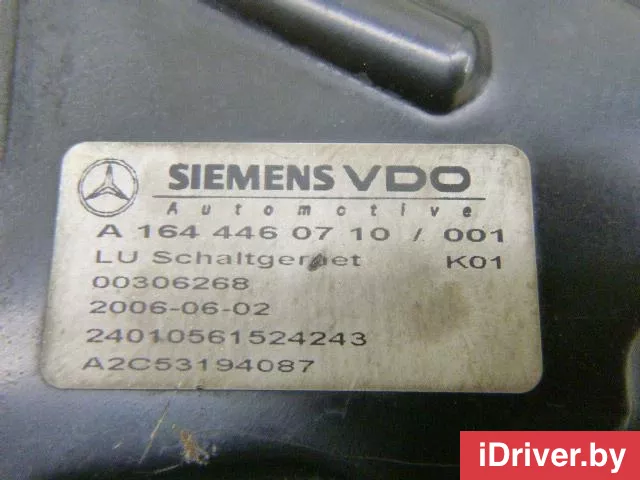 SIEMENS VDO
Automotive
A 164 446 07 10 / 001
LU Schaltgeraet K01
00306268
2006-06-02
24010561524243
A2C53194087
iDriver.by